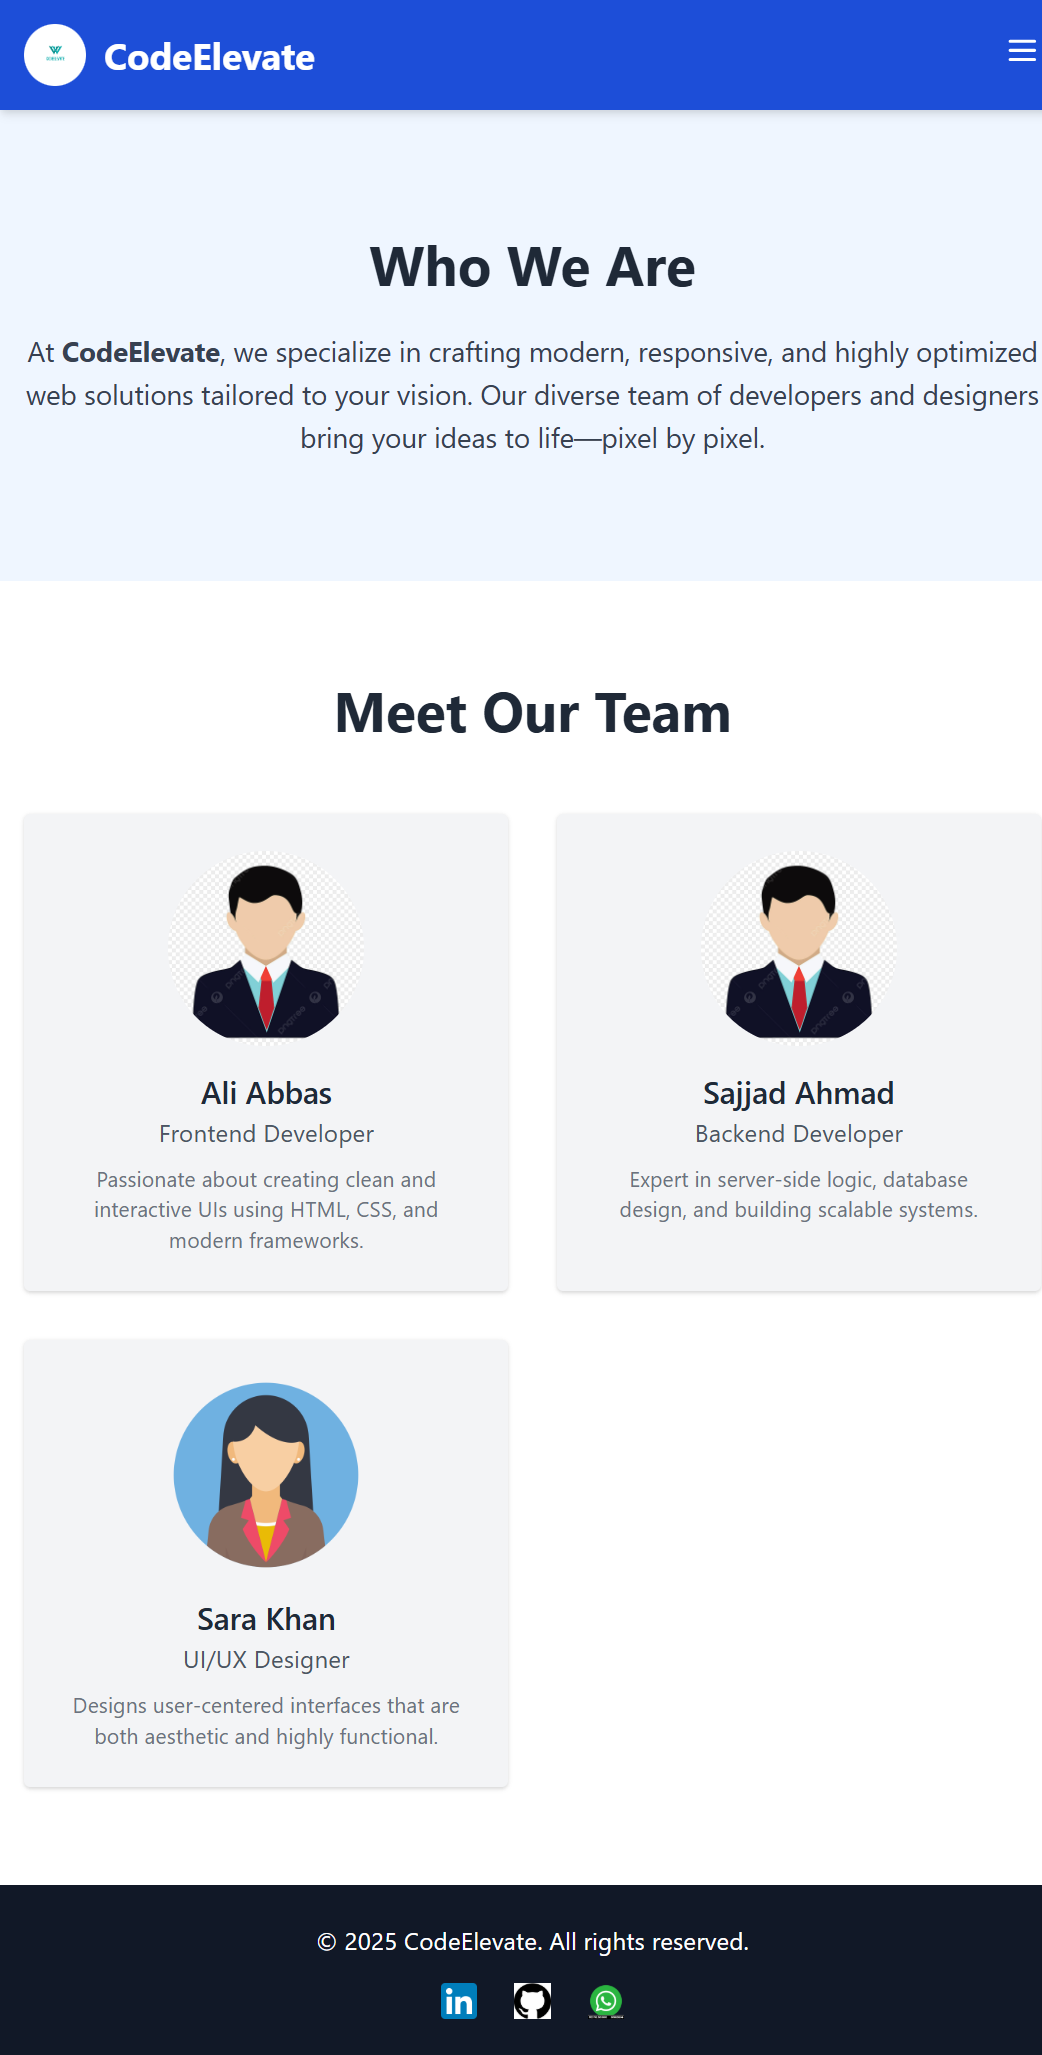 CodeElevate
Who We Are
At CodeElevate, we specialize in crafting modern, responsive, and highly optimized
web solutions tailored to your vision. Our diverse team of developers and designers
bring your ideas to life—pixel by pixel.
Meet Our Team
Ali Abbas
Frontend Developer
Passionate about creating clean and
interactive UIs using HTML, CSS, and
modern frameworks.
Sajjad Ahmad
Backend Developer
Expert in server-side logic, database
design, and building scalable systems.
Sara Khan
UI/UX Designer
Designs user-centered interfaces that are
both aesthetic and highly functional.
© 2025 CodeElevate. All rights reserved.
in